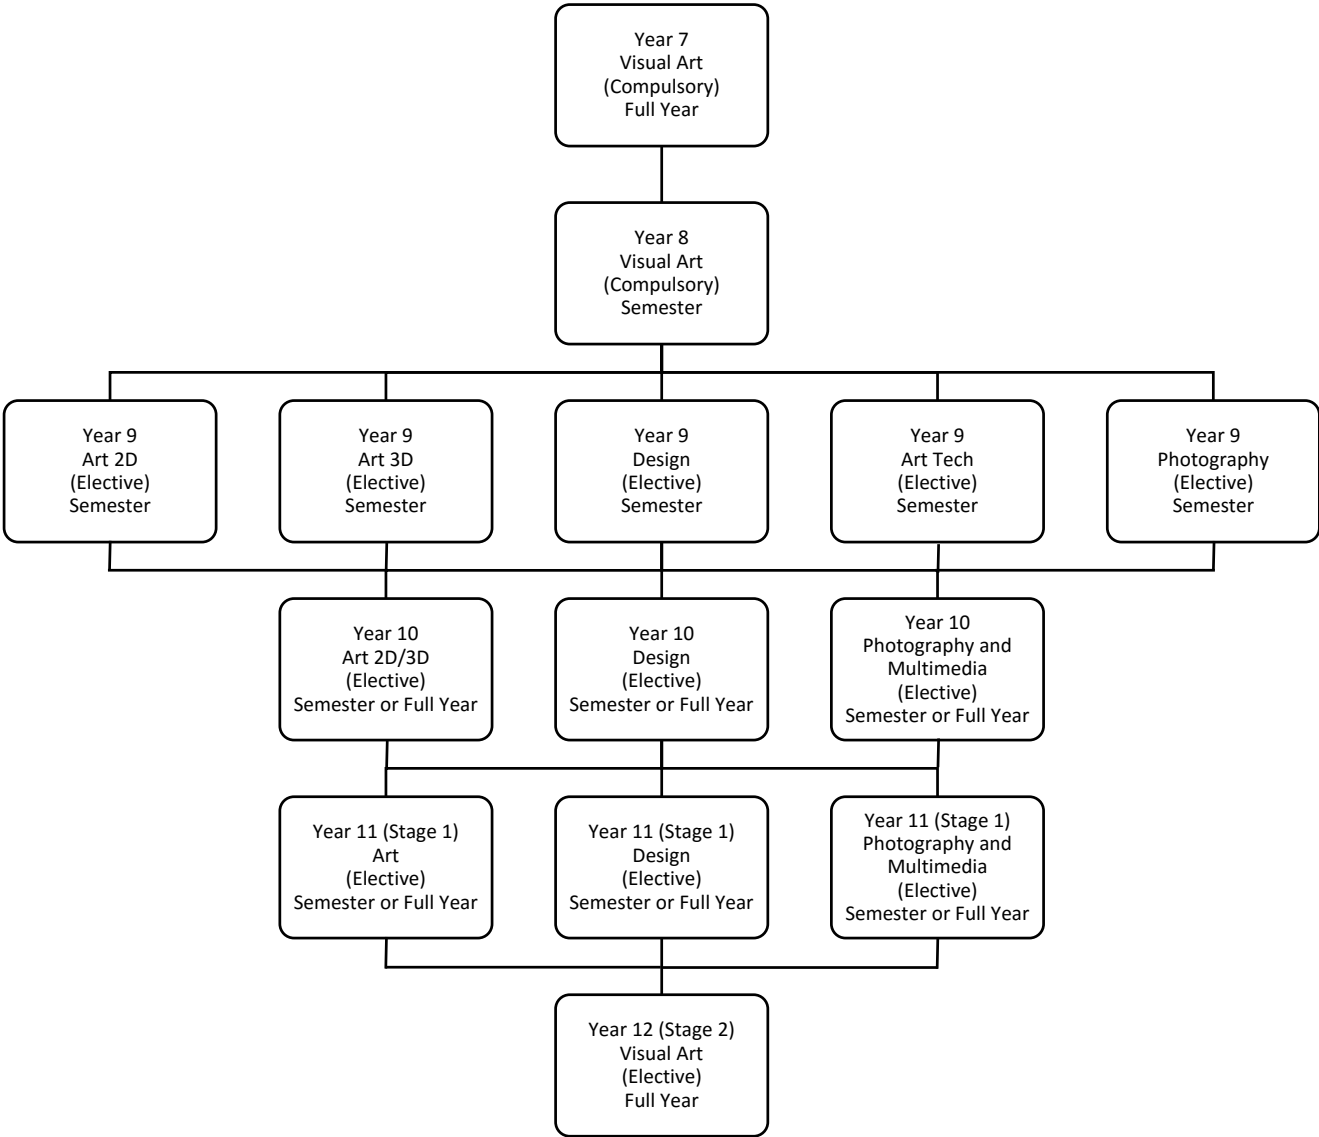 Year 7
Visual Art
(Compulsory)
Full Year
Year 8
Visual Art
(Compulsory)
Semester
Year 9
Art 2D
(Elective)
Semester
Year 9
Art 3D
(Elective)
Semester
Year 9
Design
(Elective)
Semester
Year 9
Art Tech
(Elective)
Semester
Year 9
Photography
(Elective)
Semester
Year 10
Art 2D/3D
(Elective)
Semester or Full Year
Year 10
Design
(Elective)
Semester or Full Year
Year 10
Photography and
Multimedia
(Elective)
Semester or Full Year
Year 11 (Stage 1)
Art
(Elective)
Semester or Full Year
Year 11 (Stage 1)
Design
(Elective)
Semester or Full Year
Year 11 (Stage 1)
Photography and
Multimedia
(Elective)
Semester or Full Year
Year 12 (Stage 2)
Visual Art
(Elective)
Full Year